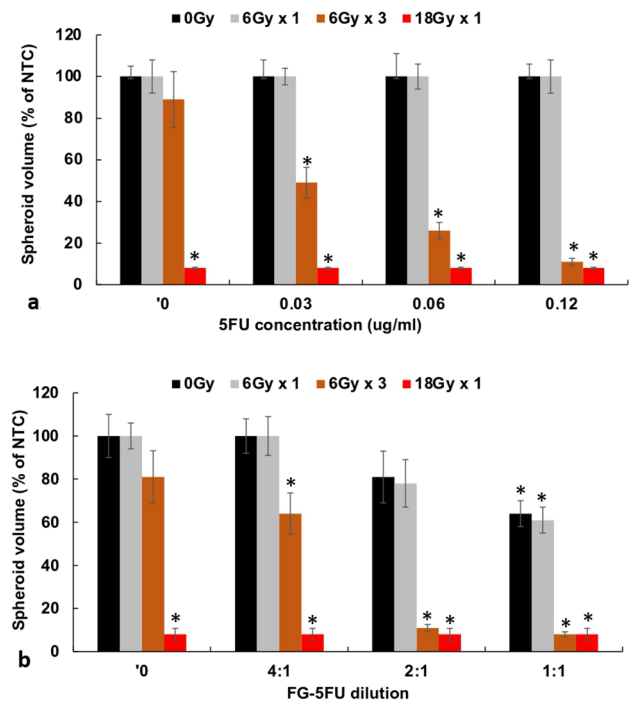 0Gy 6Gy x 1 6Gy x 3 18Gy x 1
120
100
80
60
40
20
0
Spheroid volume (% of NTC)
* * * * * * *
'0 0.03 0.06 0.12
5FU concentration (ug/ml)
a
0Gy 6Gy x 1 6Gy x 3 18Gy x 1
120
100
80
60
40
20
0
Spheroid volume (% of NTC)
* * * * * * * * *
'0 4:1 2:1 1:1
FG-5FU dilution
b